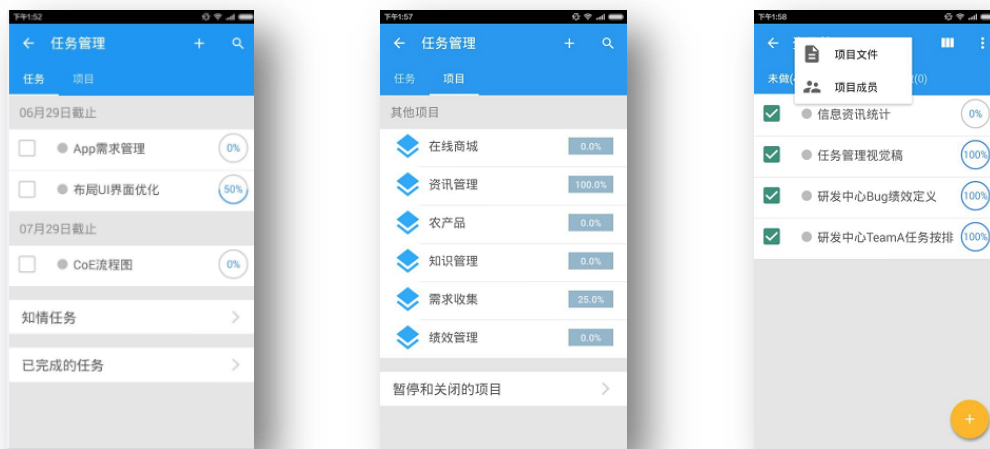 下午1:52
任务管理
任务 项目
06月29日截止
App需求管理 0%
布局UI界面优化 50%
07月29日截止
CoE流程图 0%
知情任务
已完成的任务
下午1:57
任务管理
任务 项目
其他项目
在线商城 0.0%
资讯管理 100.0%
农产品 0.0%
知识管理 0.0%
需求收集 25.0%
绩效管理 0.0%
暂停和关闭的项目
下午1:58
项目文件
未做( (0)
项目成员
信息资讯统计 0%
任务管理视觉稿 100%
研发中心Bug绩效定义 100%
研发中心TeamA任务按排 100%